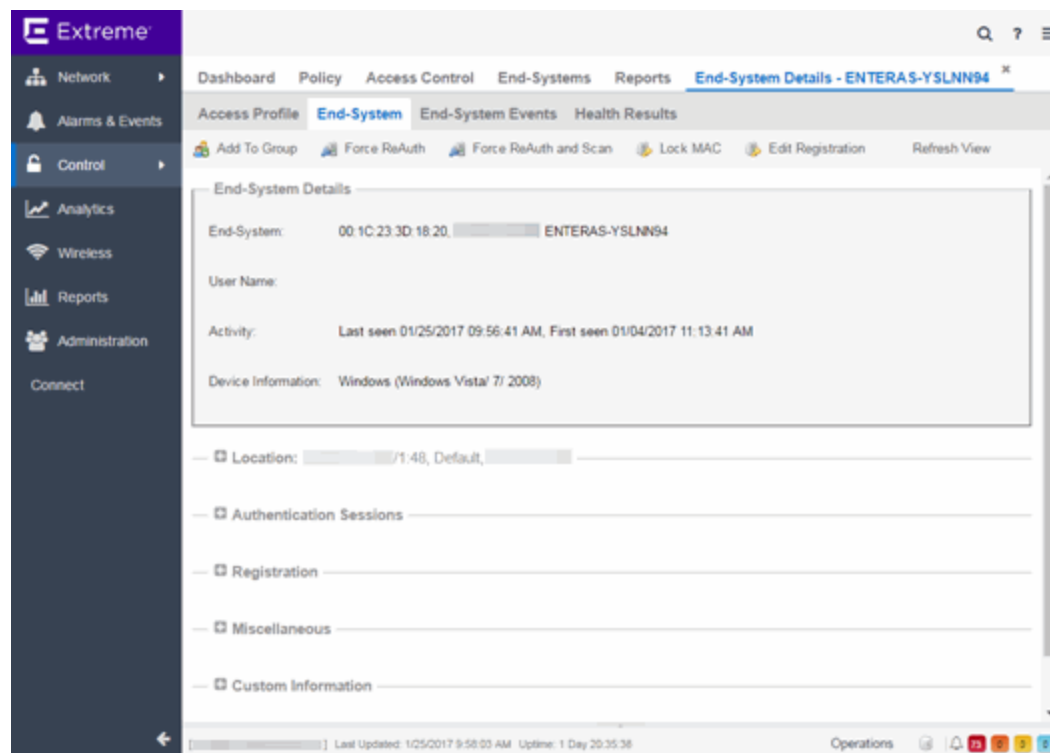 Extreme
Network
Alarms & Events
Control
Analytics
Wireless
Reports
Administration
Connect
Dashboard Policy Access Control End-Systems Reports End-System Details - ENTERAS-YSLNN94
Access Profile End-System End-System Events Health Results
Add To Group Force ReAuth Force ReAuth and Scan Lock MAC Edit Registration Refresh View
End-System Details
End-System: 00:1C:23:3D:18:20, ENTERAS-YSLNN94
User Name:
Activity: Last seen 01/25/2017 09:56:41 AM, First seen 01/04/2017 11:13:41 AM
Device Information: Windows (Windows Vista/ 7/ 2008)
Location: /1:48, Default,
Authentication Sessions
Registration
Miscellaneous
Custom Information
[ ] Last Updated: 1/25/2017 9:58:03 AM Uptime: 1 Day 20:35:38 Operations 73 0 0 0